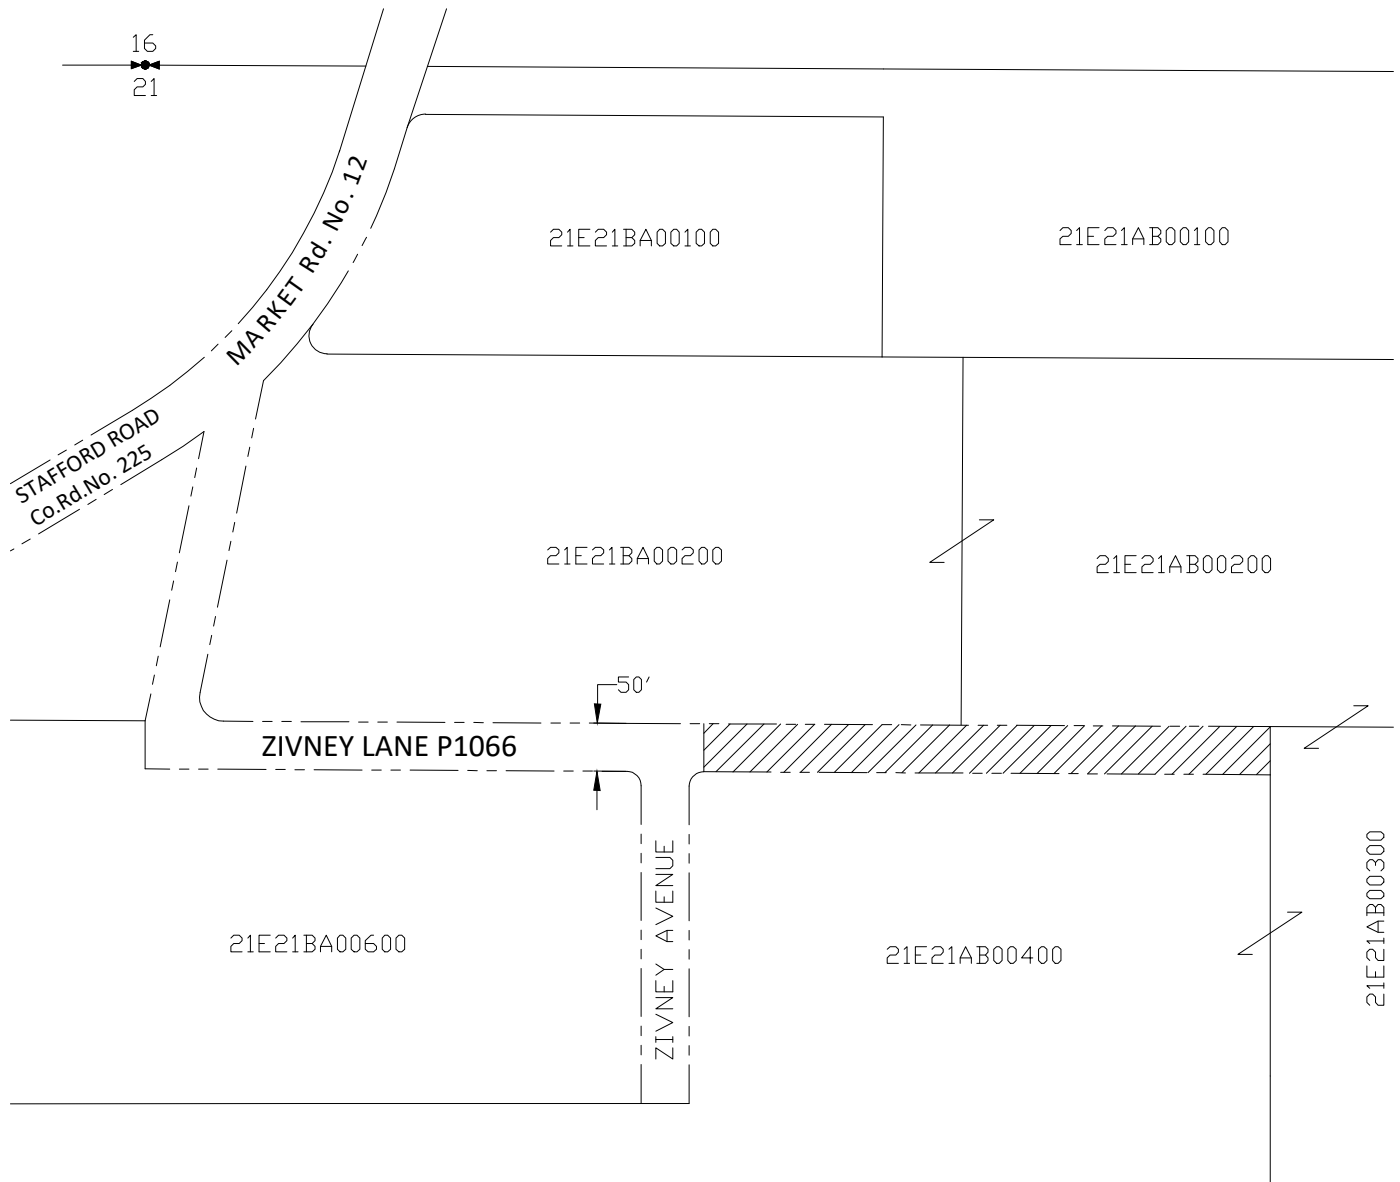 16
21
MARKET Rd. No. 12
21E21BA00100
21E21AB00100
STAFFORD ROAD
Co.Rd.No. 225
21E21BA00200
21E21AB00200
50'
ZIVNEY LANE P1066
ZIVNEY AVENUE
21E21BA00600
21E21AB00400
21E21AB00300